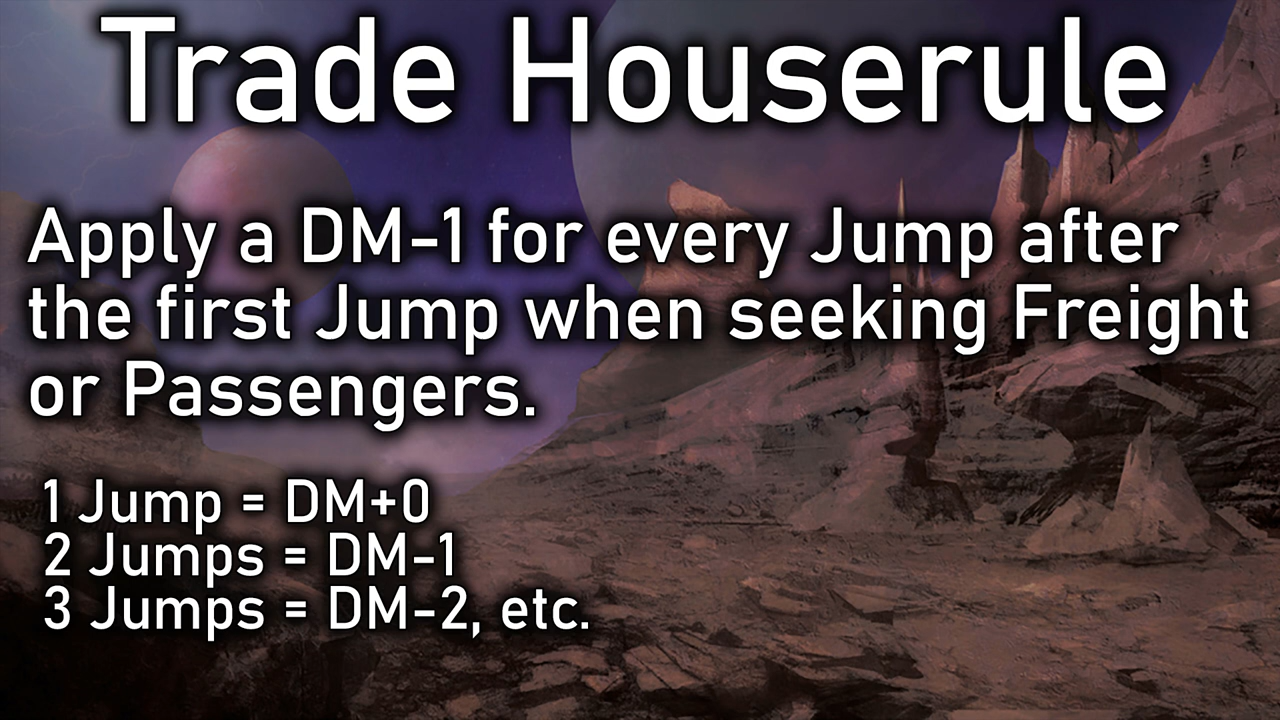 Trade Houserule
Apply a DM-1 for every Jump after
the first Jump when seeking Freight
or Passengers.
1 Jump = DM+0
2 Jumps = DM-1
3 Jumps = DM-2, etc.